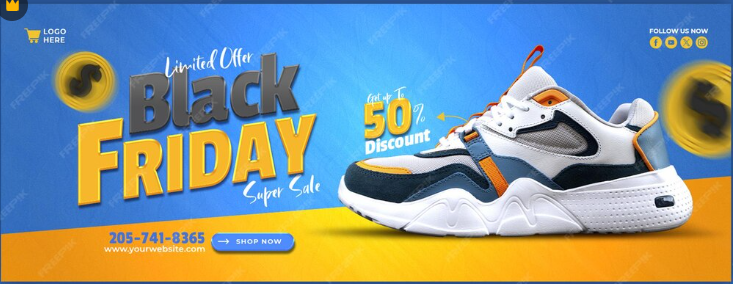 LOGO
HERE
FOLLOW US NOW
Limited Offer
Black
FRIDAY
Super Sale
Get up To
50%
Discount
205-741-8365
www.yourwebsite.com
SHOP NOW